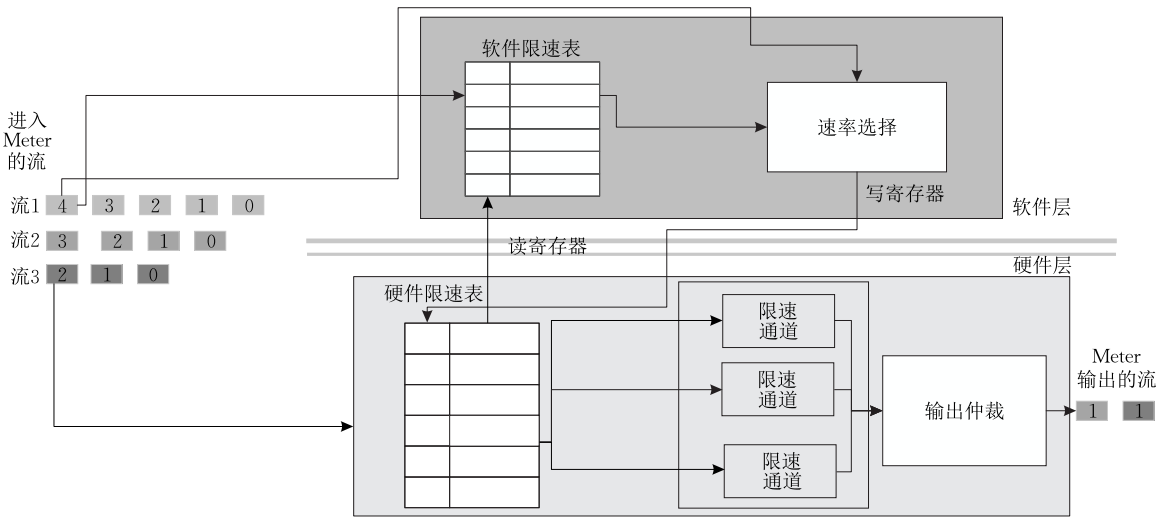 软件限速表
进入
Meter
的流
速率选择
流1 4 3 2 1 0
写寄存器
软件层
流2 3 2 1 0
读寄存器
流3 2 1 0
硬件层
硬件限速表
限速
通道
限速
通道
限速
通道
输出仲裁
Meter
输出的流
1 1